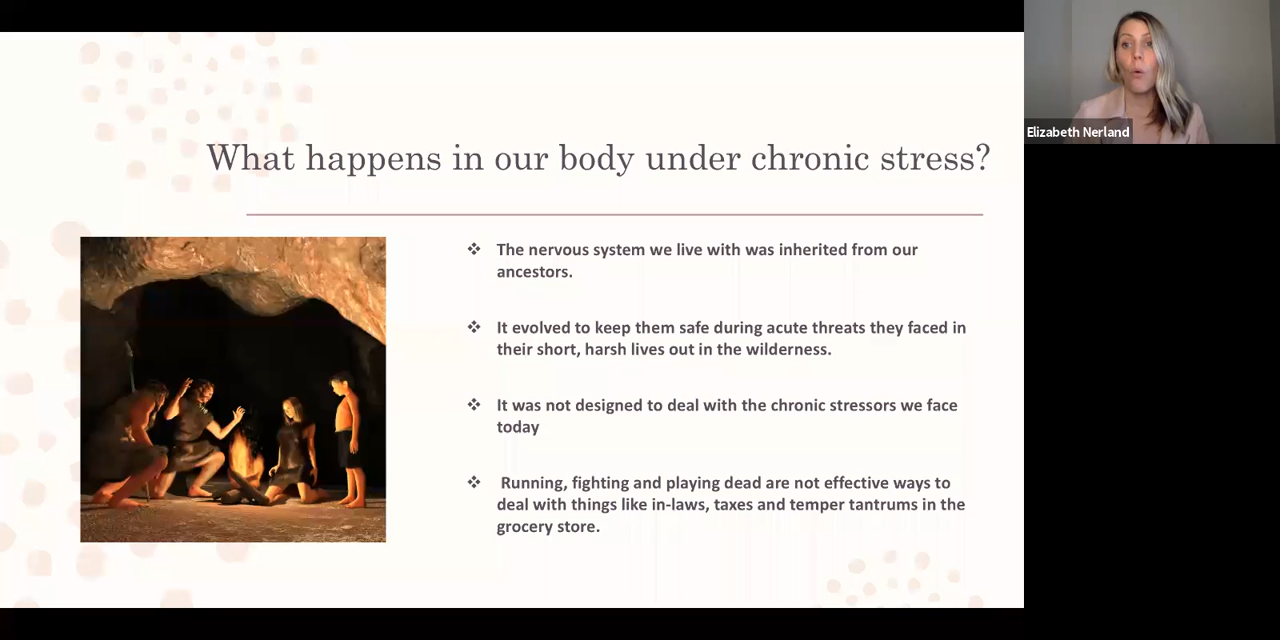 What happens in our body under chronic stress?
❖ The nervous system we live with was inherited from our
ancestors.
❖ It evolved to keep them safe during acute threats they faced in
their short, harsh lives out in the wilderness.
❖ It was not designed to deal with the chronic stressors we face
today
❖ Running, fighting and playing dead are not effective ways to
deal with things like in-laws, taxes and temper tantrums in the
grocery store.
Elizabeth Nerland